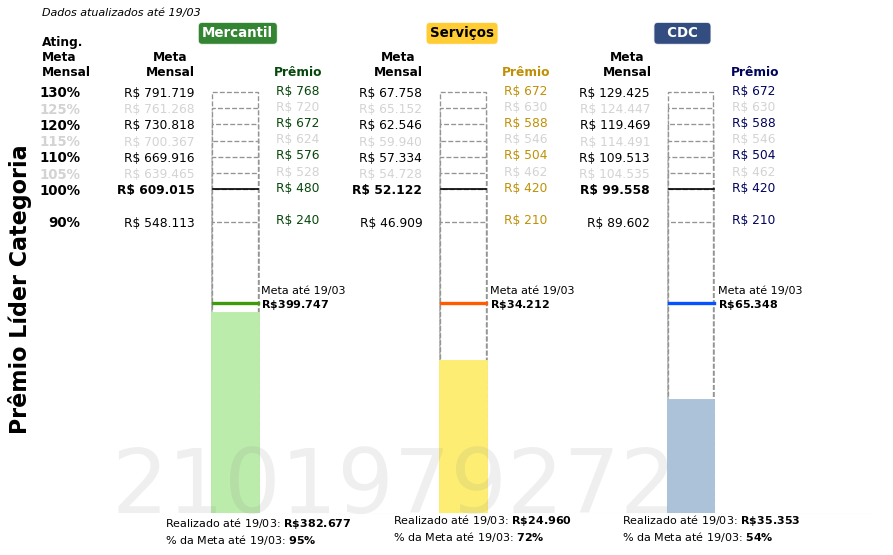 Dados atualizados até 19/03
Prêmio Líder Categoria
Mercantil Serviços CDC
Ating. Meta Mensal
Meta Mensal Prêmio Meta Mensal Prêmio Meta Mensal Prêmio
130% R$ 791.719 R$ 768 R$ 67.758 R$ 672 R$ 129.425 R$ 672
125% R$ 761.268 R$ 720 R$ 65.152 R$ 630 R$ 124.447 R$ 630
120% R$ 730.818 R$ 672 R$ 62.546 R$ 588 R$ 119.469 R$ 588
115% R$ 700.367 R$ 624 R$ 59.940 R$ 546 R$ 114.491 R$ 546
110% R$ 669.916 R$ 576 R$ 57.334 R$ 504 R$ 109.513 R$ 504
105% R$ 639.465 R$ 528 R$ 54.728 R$ 462 R$ 104.535 R$ 462
100% R$ 609.015 R$ 480 R$ 52.122 R$ 420 R$ 99.558 R$ 420
90% R$ 548.113 R$ 240 R$ 46.909 R$ 210 R$ 89.602 R$ 210
Meta até 19/03 Meta até 19/03 Meta até 19/03
R$399.747 R$34.212 R$65.348
2101979272
Realizado até 19/03: R$382.677 Realizado até 19/03: R$24.960 Realizado até 19/03: R$35.353
% da Meta até 19/03: 95% % da Meta até 19/03: 72% % da Meta até 19/03: 54%